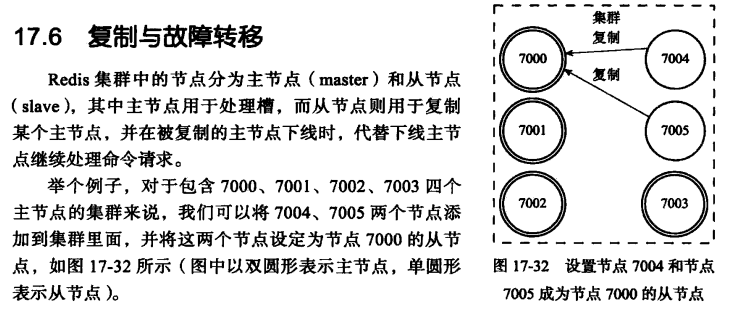 17.6 复制与故障转移
Redis 集群中的节点分为主节点（master）和从节点
（slave），其中主节点用于处理槽，而从节点则用于复制
某个主节点，并在被复制的主节点下线时，代替下线主节
点继续处理命令请求。
举个例子，对于包含 7000、7001、7002、7003 四个
主节点的集群来说，我们可以将 7004、7005 两个节点添
加到集群里面，并将这两个节点设定为节点 7000 的从节
点，如图 17-32 所示（图中以双圆形表示主节点，单圆形
表示从节点）。
集群
复制
7000
7004
复制
7001
7005
7002
7003
图 17-32 设置节点 7004 和节点
7005 成为节点 7000 的从节点